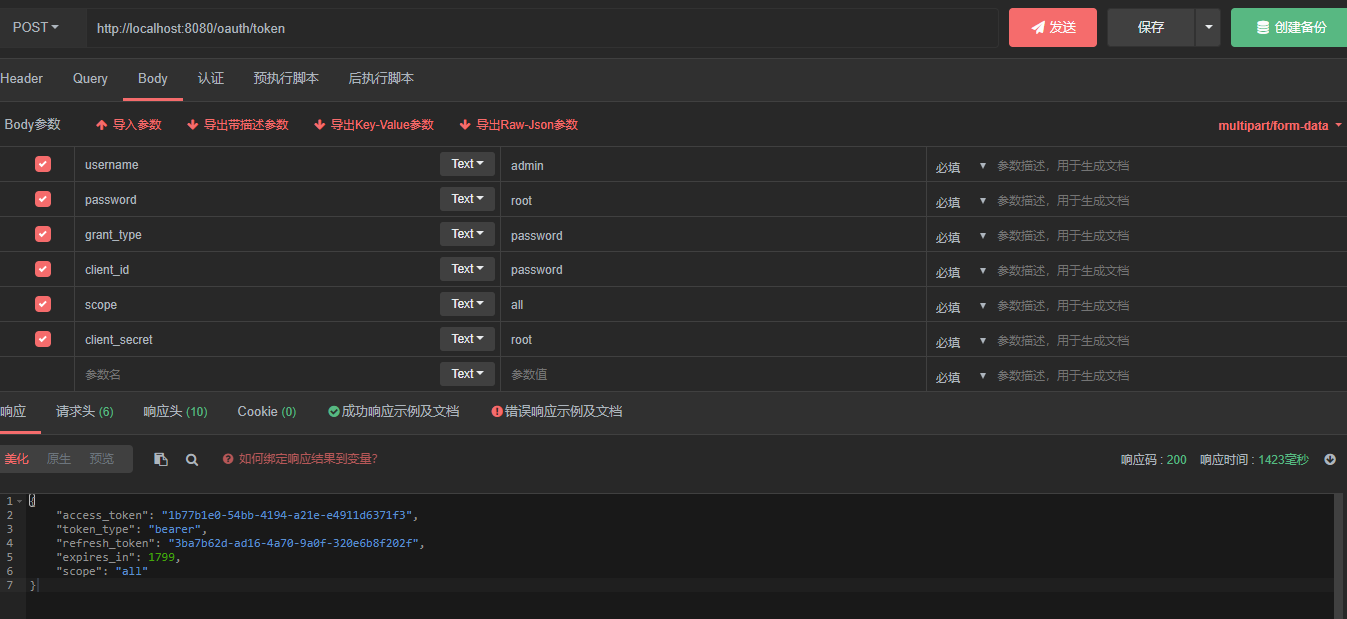 POST http://localhost:8080/oauth/token 发送 保存 创建备份
Header Query Body 认证 预执行脚本 后执行脚本
Body参数 导入参数 导出带描述参数 导出Key-Value参数 导出Raw-Json参数 multipart/form-data
username Text admin 必填 参数描述，用于生成文档
password Text root 必填 参数描述，用于生成文档
grant_type Text password 必填 参数描述，用于生成文档
client_id Text password 必填 参数描述，用于生成文档
scope Text all 必填 参数描述，用于生成文档
client_secret Text root 必填 参数描述，用于生成文档
参数名 Text 参数值 必填 参数描述，用于生成文档
响应 请求头 (6) 响应头 (10) Cookie (0) 成功响应示例及文档 错误响应示例及文档
美化 原生 预览 如何绑定响应结果到变量? 响应码 : 200 响应时间 : 1423毫秒
1 {
2 "access_token": "1b77b1e0-54bb-4194-a21e-e4911d6371f3",
3 "token_type": "bearer",
4 "refresh_token": "3ba7b62d-ad16-4a70-9a0f-320e6b8f202f",
5 "expires_in": 1799,
6 "scope": "all"
7 }